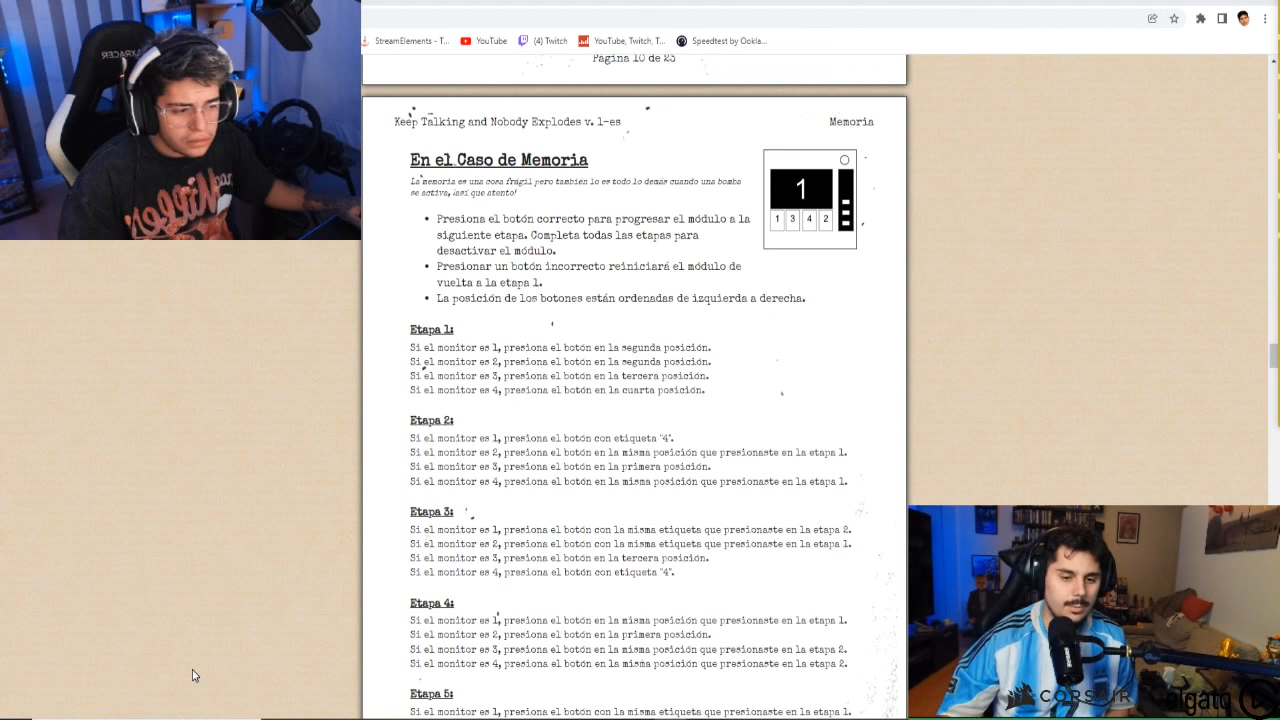 StreamElements - T...
YouTube
(4) Twitch
YouTube, Twitch, T...
Speedtest by Ookla...
Página 10 de 23
Keep Talking and Nobody Explodes v. 1-es
Memoria
En el Caso de Memoria
La memoria es una cosa frágil pero también lo es todo lo demás cuando una bomba
se activa, ¡así que atento!
1
1 3 4 2
• Presiona el botón correcto para progresar el módulo a la
siguiente etapa. Completa todas las etapas para
desactivar el módulo.
• Presionar un botón incorrecto reiniciará el módulo de
vuelta a la etapa 1.
• La posición de los botones están ordenadas de izquierda a derecha.
Etapa 1:
Si el monitor es 1, presiona el botón en la segunda posición.
Si el monitor es 2, presiona el botón en la segunda posición.
Si el monitor es 3, presiona el botón en la tercera posición.
Si el monitor es 4, presiona el botón en la cuarta posición.
Etapa 2:
Si el monitor es 1, presiona el botón con etiqueta "4".
Si el monitor es 2, presiona el botón en la misma posición que presionaste en la etapa 1.
Si el monitor es 3, presiona el botón en la primera posición.
Si el monitor es 4, presiona el botón en la misma posición que presionaste en la etapa 1.
Etapa 3:
Si el monitor es 1, presiona el botón con la misma etiqueta que presionaste en la etapa 2.
Si el monitor es 2, presiona el botón con la misma etiqueta que presionaste en la etapa 1.
Si el monitor es 3, presiona el botón en la tercera posición.
Si el monitor es 4, presiona el botón con etiqueta "4".
Etapa 4:
Si el monitor es 1, presiona el botón en la misma posición que presionaste en la etapa 1.
Si el monitor es 2, presiona el botón en la primera posición.
Si el monitor es 3, presiona el botón en la misma posición que presionaste en la etapa 2.
Si el monitor es 4, presiona el botón en la misma posición que presionaste en la etapa 2.
Etapa 5:
Si el monitor es 1, presiona el botón con la misma etiqueta que presionaste en la etapa 1.
CORSAIR
elgato